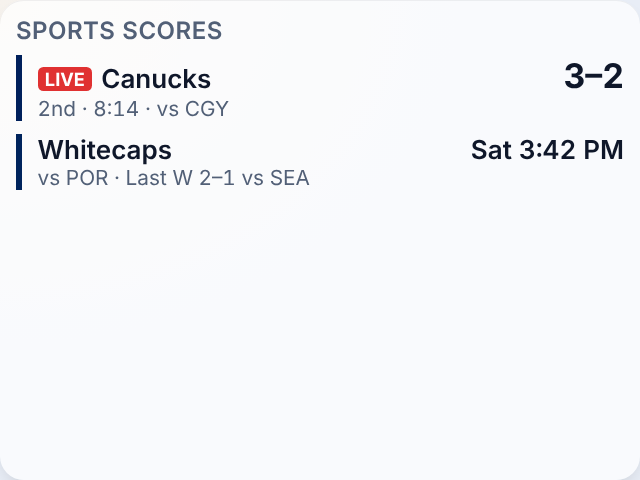 SPORTS SCORES
LIVE Canucks 3–2
2nd · 8:14 · vs CGY
Whitecaps Sat 3:42 PM
vs POR · Last W 2–1 vs SEA